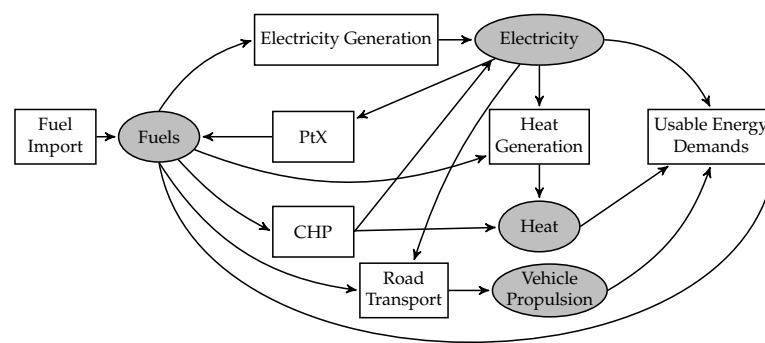 Electricity Generation
Electricity
Fuel
Import
Fuels
PtX
Heat
Generation
Usable Energy
Demands
CHP
Heat
Road
Transport
Vehicle
Propulsion